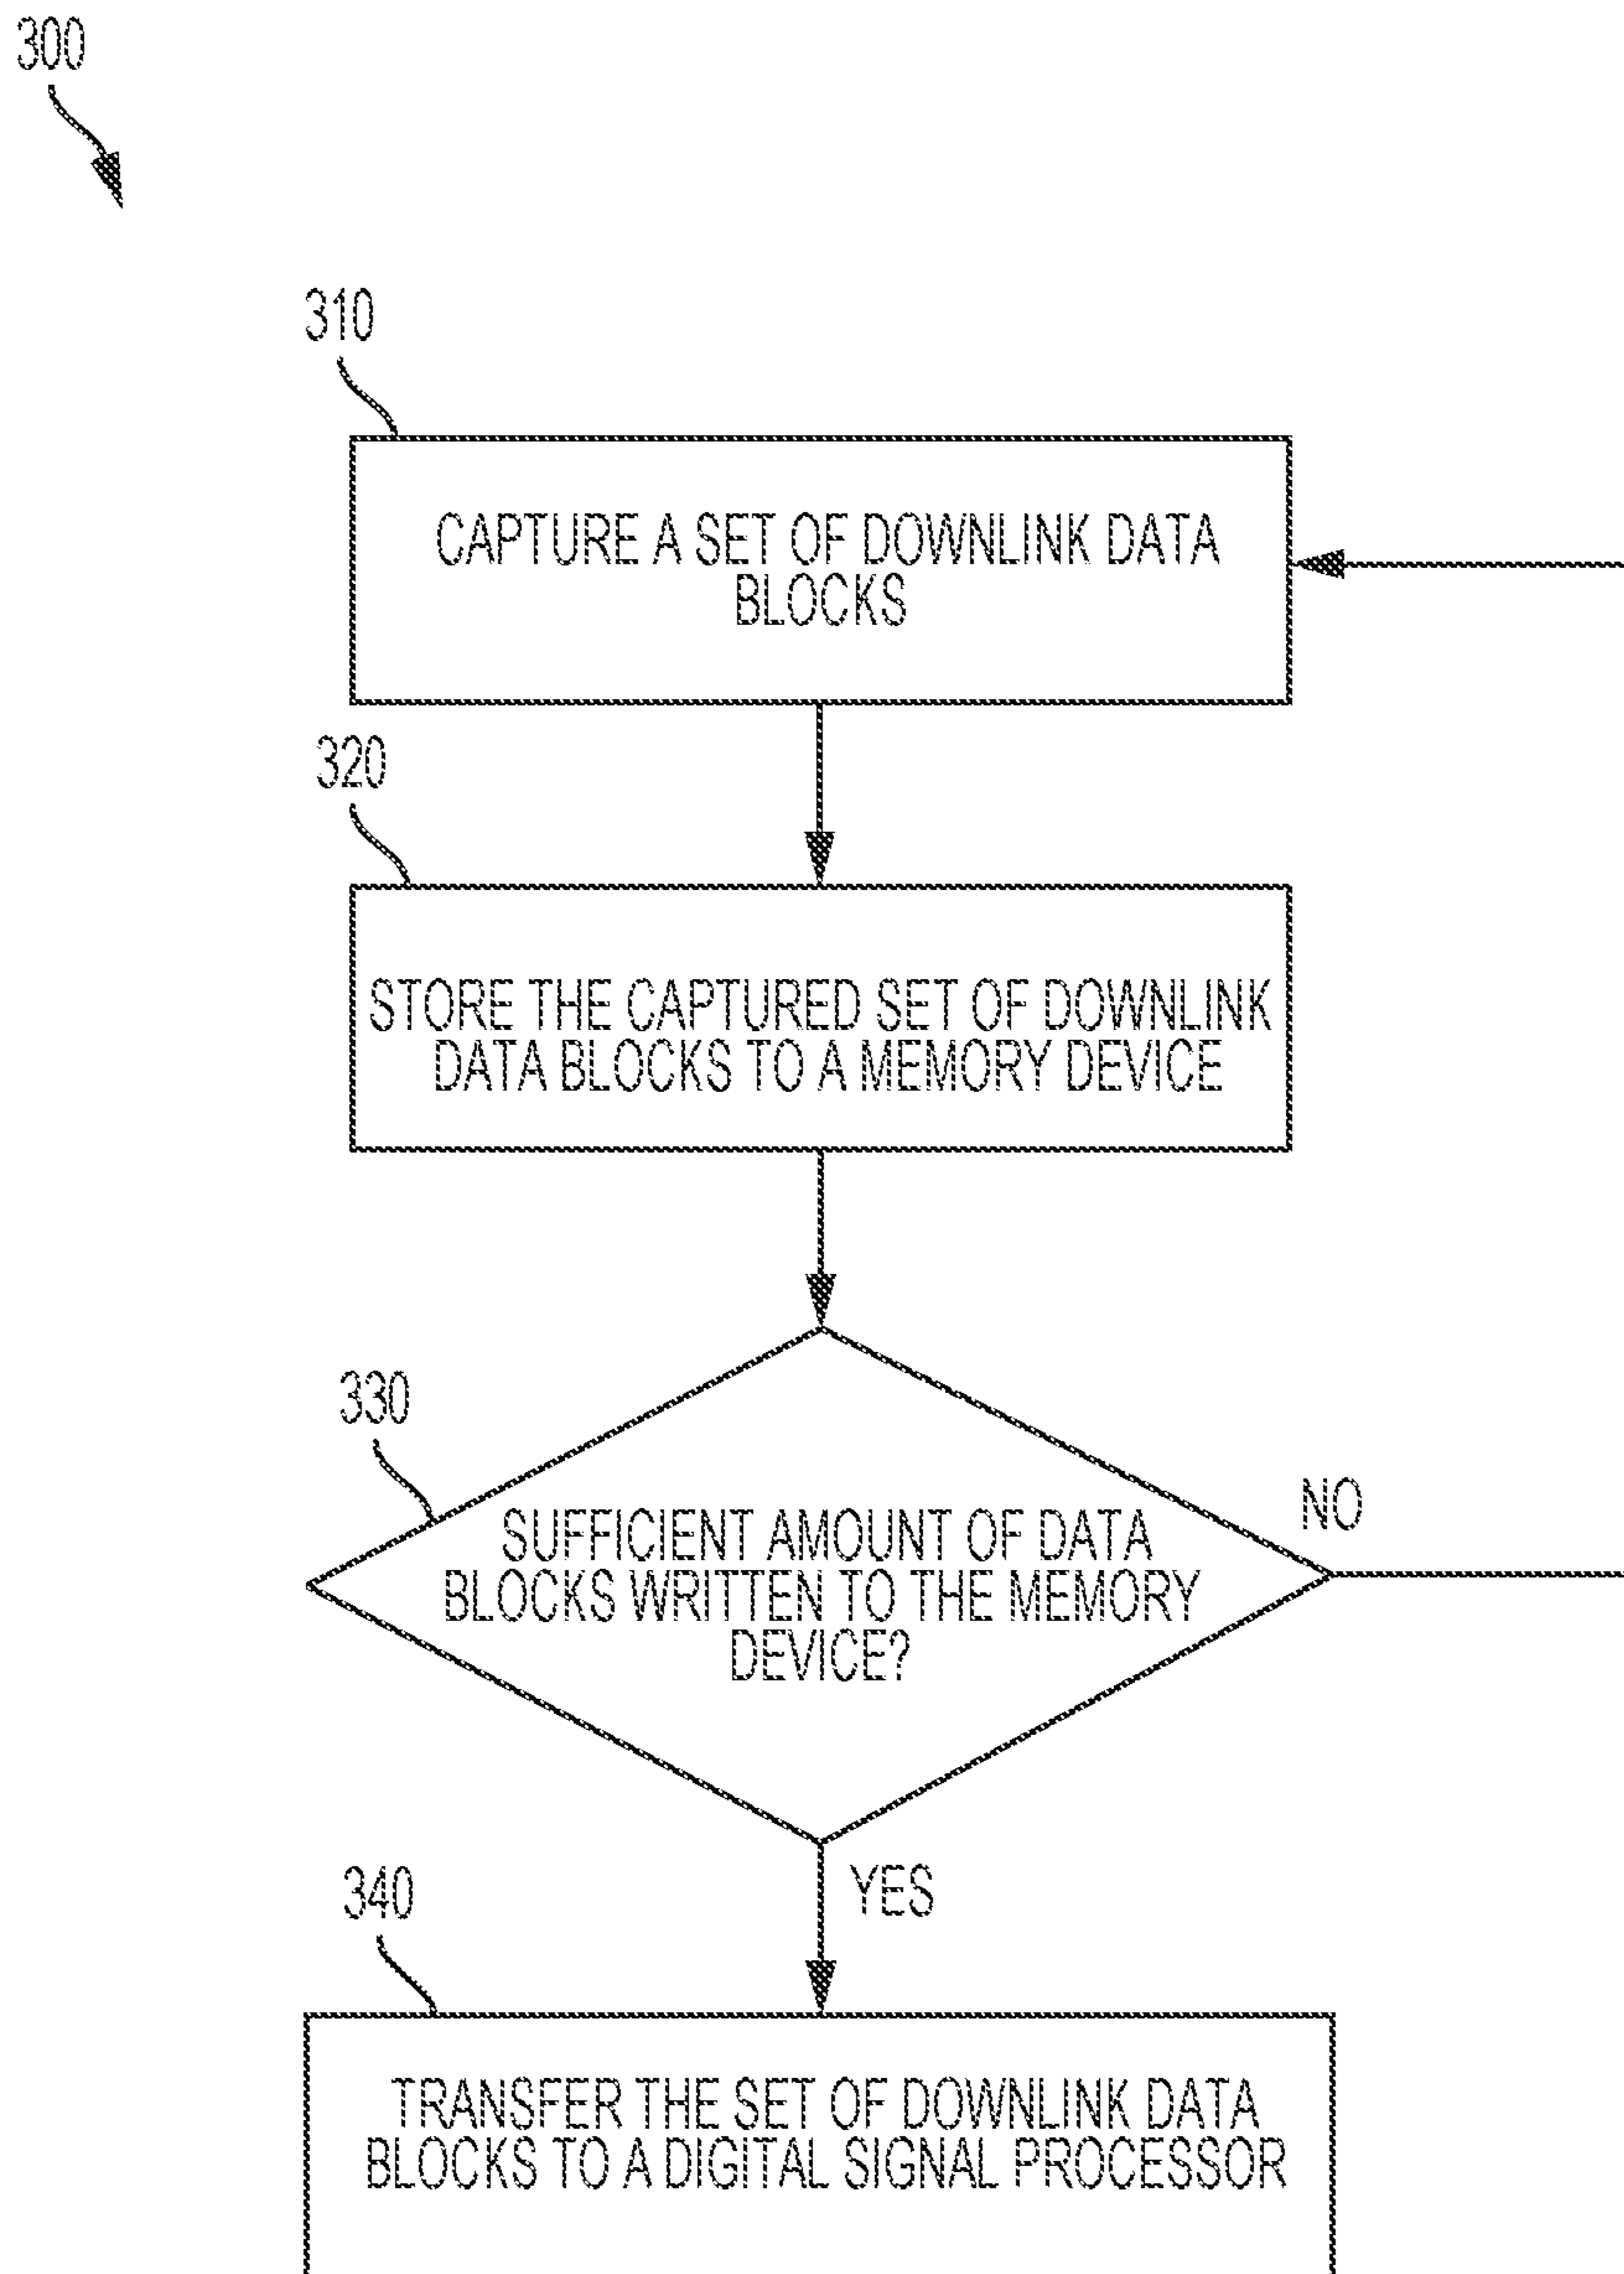 300
310
CAPTURE A SET OF DOWNLINK DATA
BLOCKS
320
STORE THE CAPTURED SET OF DOWNLINK
DATA BLOCKS TO A MEMORY DEVICE
330
SUFFICIENT AMOUNT OF DATA
BLOCKS WRITTEN TO THE MEMORY
DEVICE?
NO
YES
340
TRANSFER THE SET OF DOWNLINK DATA
BLOCKS TO A DIGITAL SIGNAL PROCESSOR